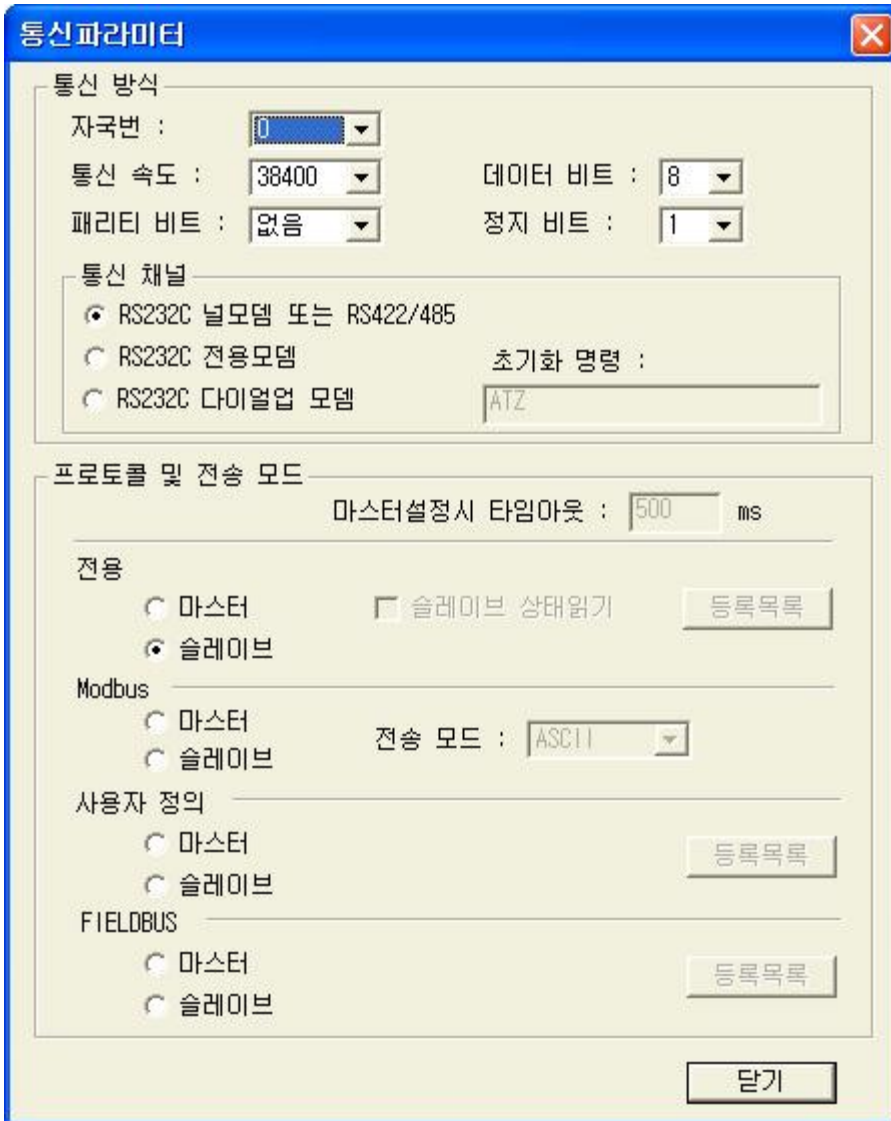 통신파라미터
통신 방식
자국번 : 0
통신 속도 : 38400 데이터 비트 : 8
패리티 비트 : 없음 정지 비트 : 1
통신 채널
RS232C 널모뎀 또는 RS422/485
RS232C 전용모뎀 초기화 명령 :
RS232C 다이얼업 모뎀 ATZ
프로토콜 및 전송 모드
마스터설정시 타임아웃 : 500 ms
전용
마스터 슬레이브 상태읽기 등록목록
슬레이브
Modbus
마스터
전송 모드 : ASCII
슬레이브
사용자 정의
마스터 등록목록
슬레이브
FIELDBUS
마스터 등록목록
슬레이브
닫기